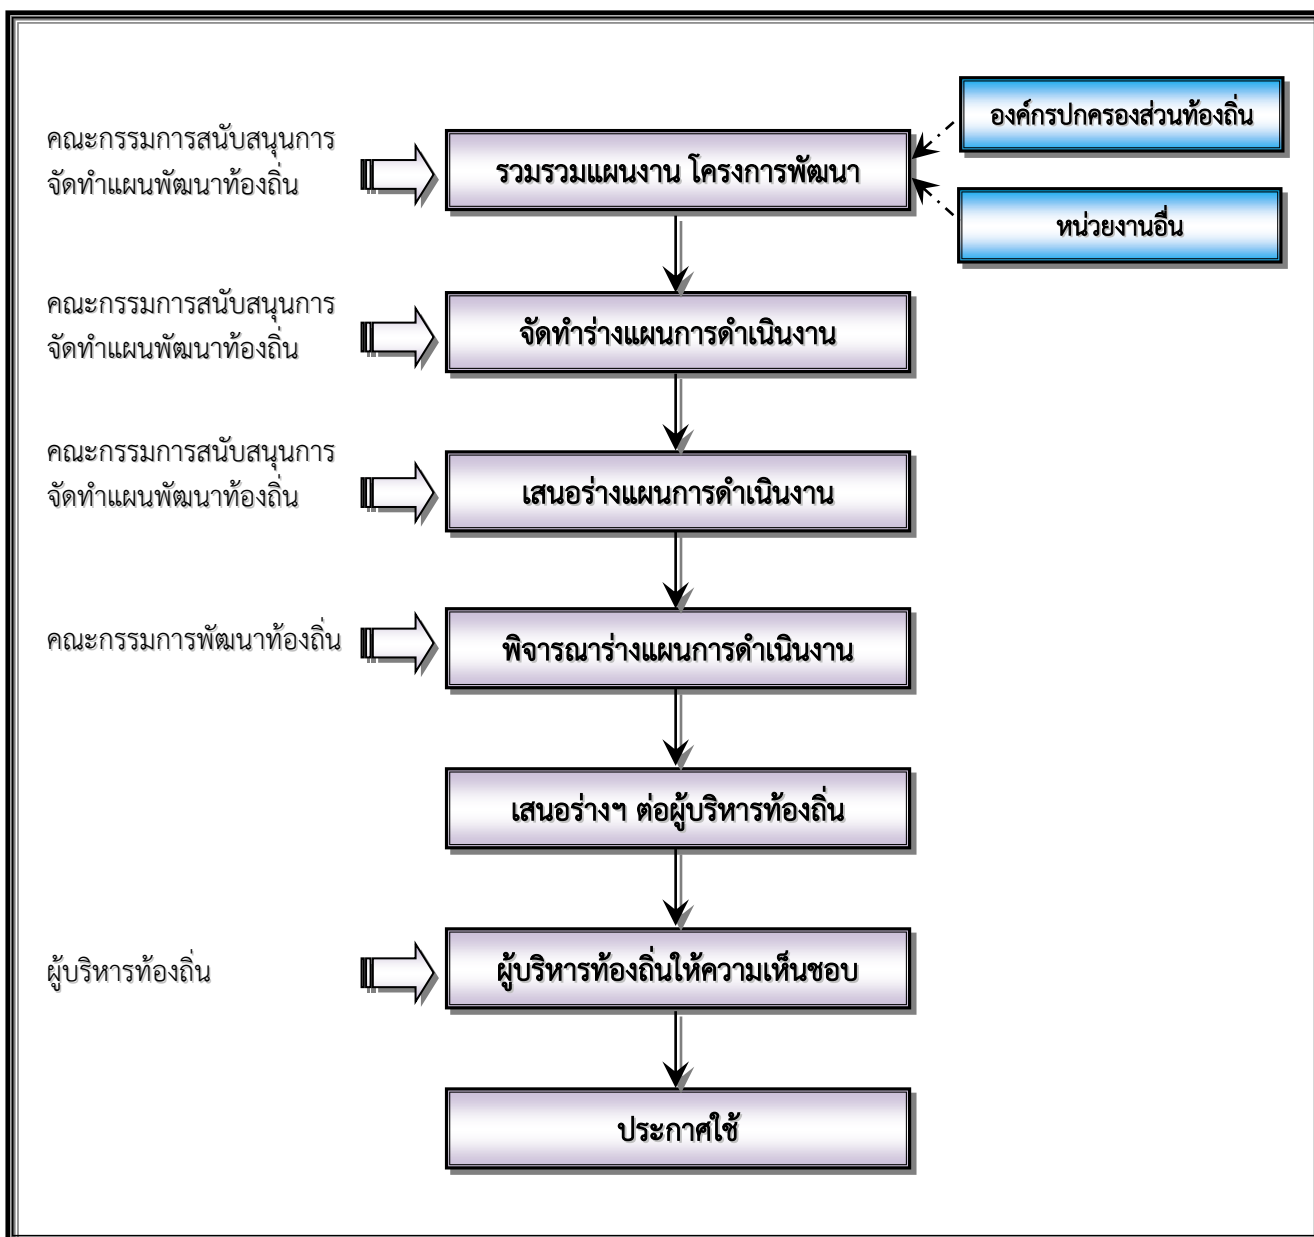 องค์กรปกครองส่วนท้องถิ่น
คณะกรรมการสนับสนุนการ
จัดทำแผนพัฒนาท้องถิ่น
รวมรวมแผนงาน โครงการพัฒนา
หน่วยงานอื่น
คณะกรรมการสนับสนุนการ
จัดทำแผนพัฒนาท้องถิ่น
จัดทำร่างแผนการดำเนินงาน
คณะกรรมการสนับสนุนการ
จัดทำแผนพัฒนาท้องถิ่น
เสนอร่างแผนการดำเนินงาน
คณะกรรมการพัฒนาท้องถิ่น
พิจารณาร่างแผนการดำเนินงาน
เสนอร่างฯ ต่อผู้บริหารท้องถิ่น
ผู้บริหารท้องถิ่น
ผู้บริหารท้องถิ่นให้ความเห็นชอบ
ประกาศใช้